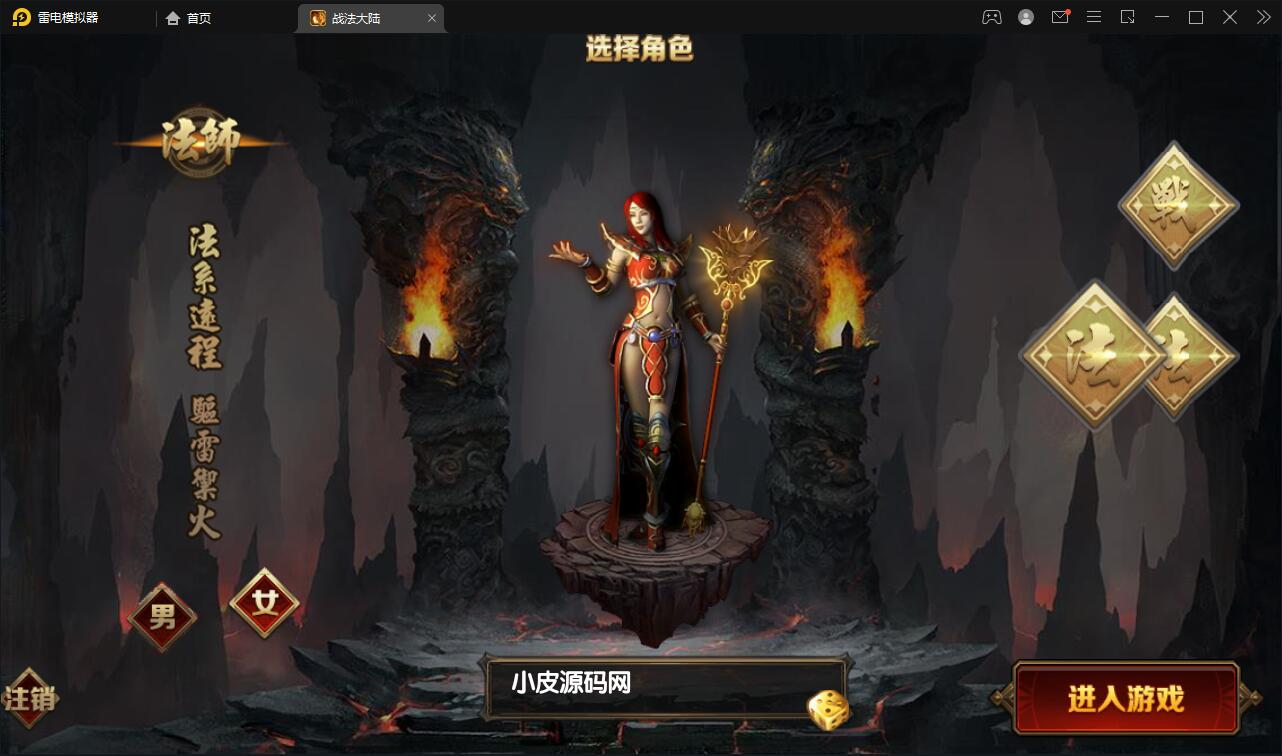 雷电模拟器
首页
战法大陆
选择角色
法師
法系遠程
驅雷禦火
戰
法
法
男
女
注销
小皮源码网
进入游戏